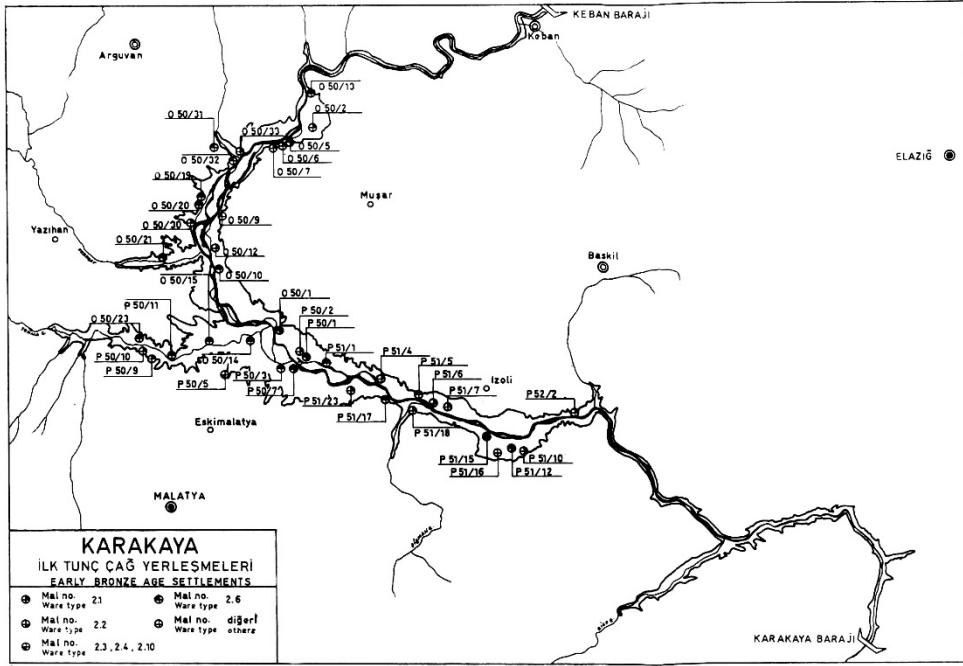 KEBAN BARAJI
Keban
Arguvan
O 50/13
O 50/2
O 50/31
O 50/33
O 50/5
O 50/32
O 50/6
O 50/7
ELAZIĞ
O 50/19
Muşar
O 50/20
O 50/9
Yazıhan
O 50/30
O 50/21
O 50/12
Baskil
O 50/15
O 50/10
P 50/11
O 50/1
O 50/23
P 50/2
P 50/1
P 51/1
P 51/4
P 50/10
O 50/14
P 51/5
P 50/9
P 50/3
P 51/6
Izoli
P 50/5
P 50/7
P 51/7
P 52/2
P 51/23
P 51/17
Eskimalatya
P 51/18
P 51/15
P 51/10
P 51/16
P 51/12
MALATYA
KARAKAYA
İLK TUNÇ ÇAĞ YERLEŞMELERİ
EARLY BRONZE AGE SETTLEMENTS
Mal no. Ware type 2.1
Mal no. Ware type 2.6
Mal no. Ware type 2.2
Mal no. Ware type diğerl others
Mal no. Ware type 2.3, 2.4, 2.10
KARAKAYA BARAJI